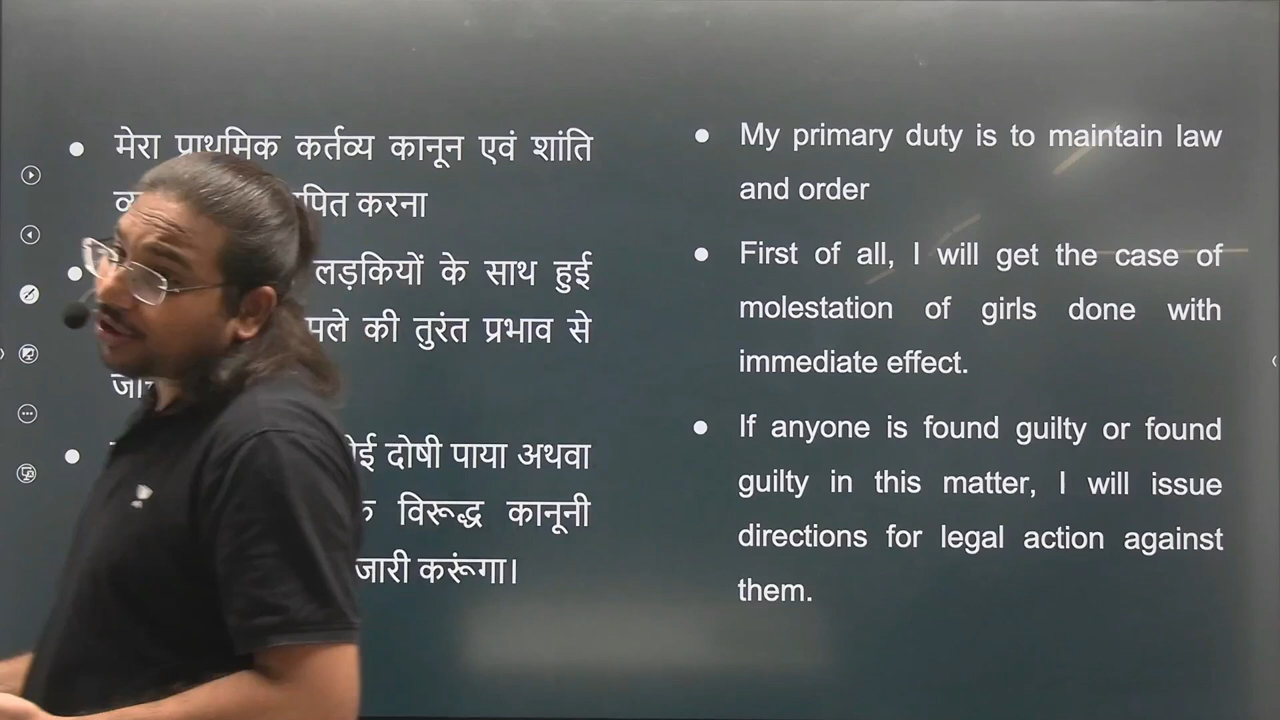 मेरा प्राथमिक कर्तव्य कानून एवं शांति
करना
लड़कियों के साथ हुई
की तुरंत प्रभाव से
दोषी पाया अथवा
विरूद्ध कानूनी
जारी करूंगा।
My primary duty is to maintain law
and order
First of all, I will get the case of
molestation of girls done with
immediate effect.
If anyone is found guilty or found
guilty in this matter, I will issue
directions for legal action against
them.